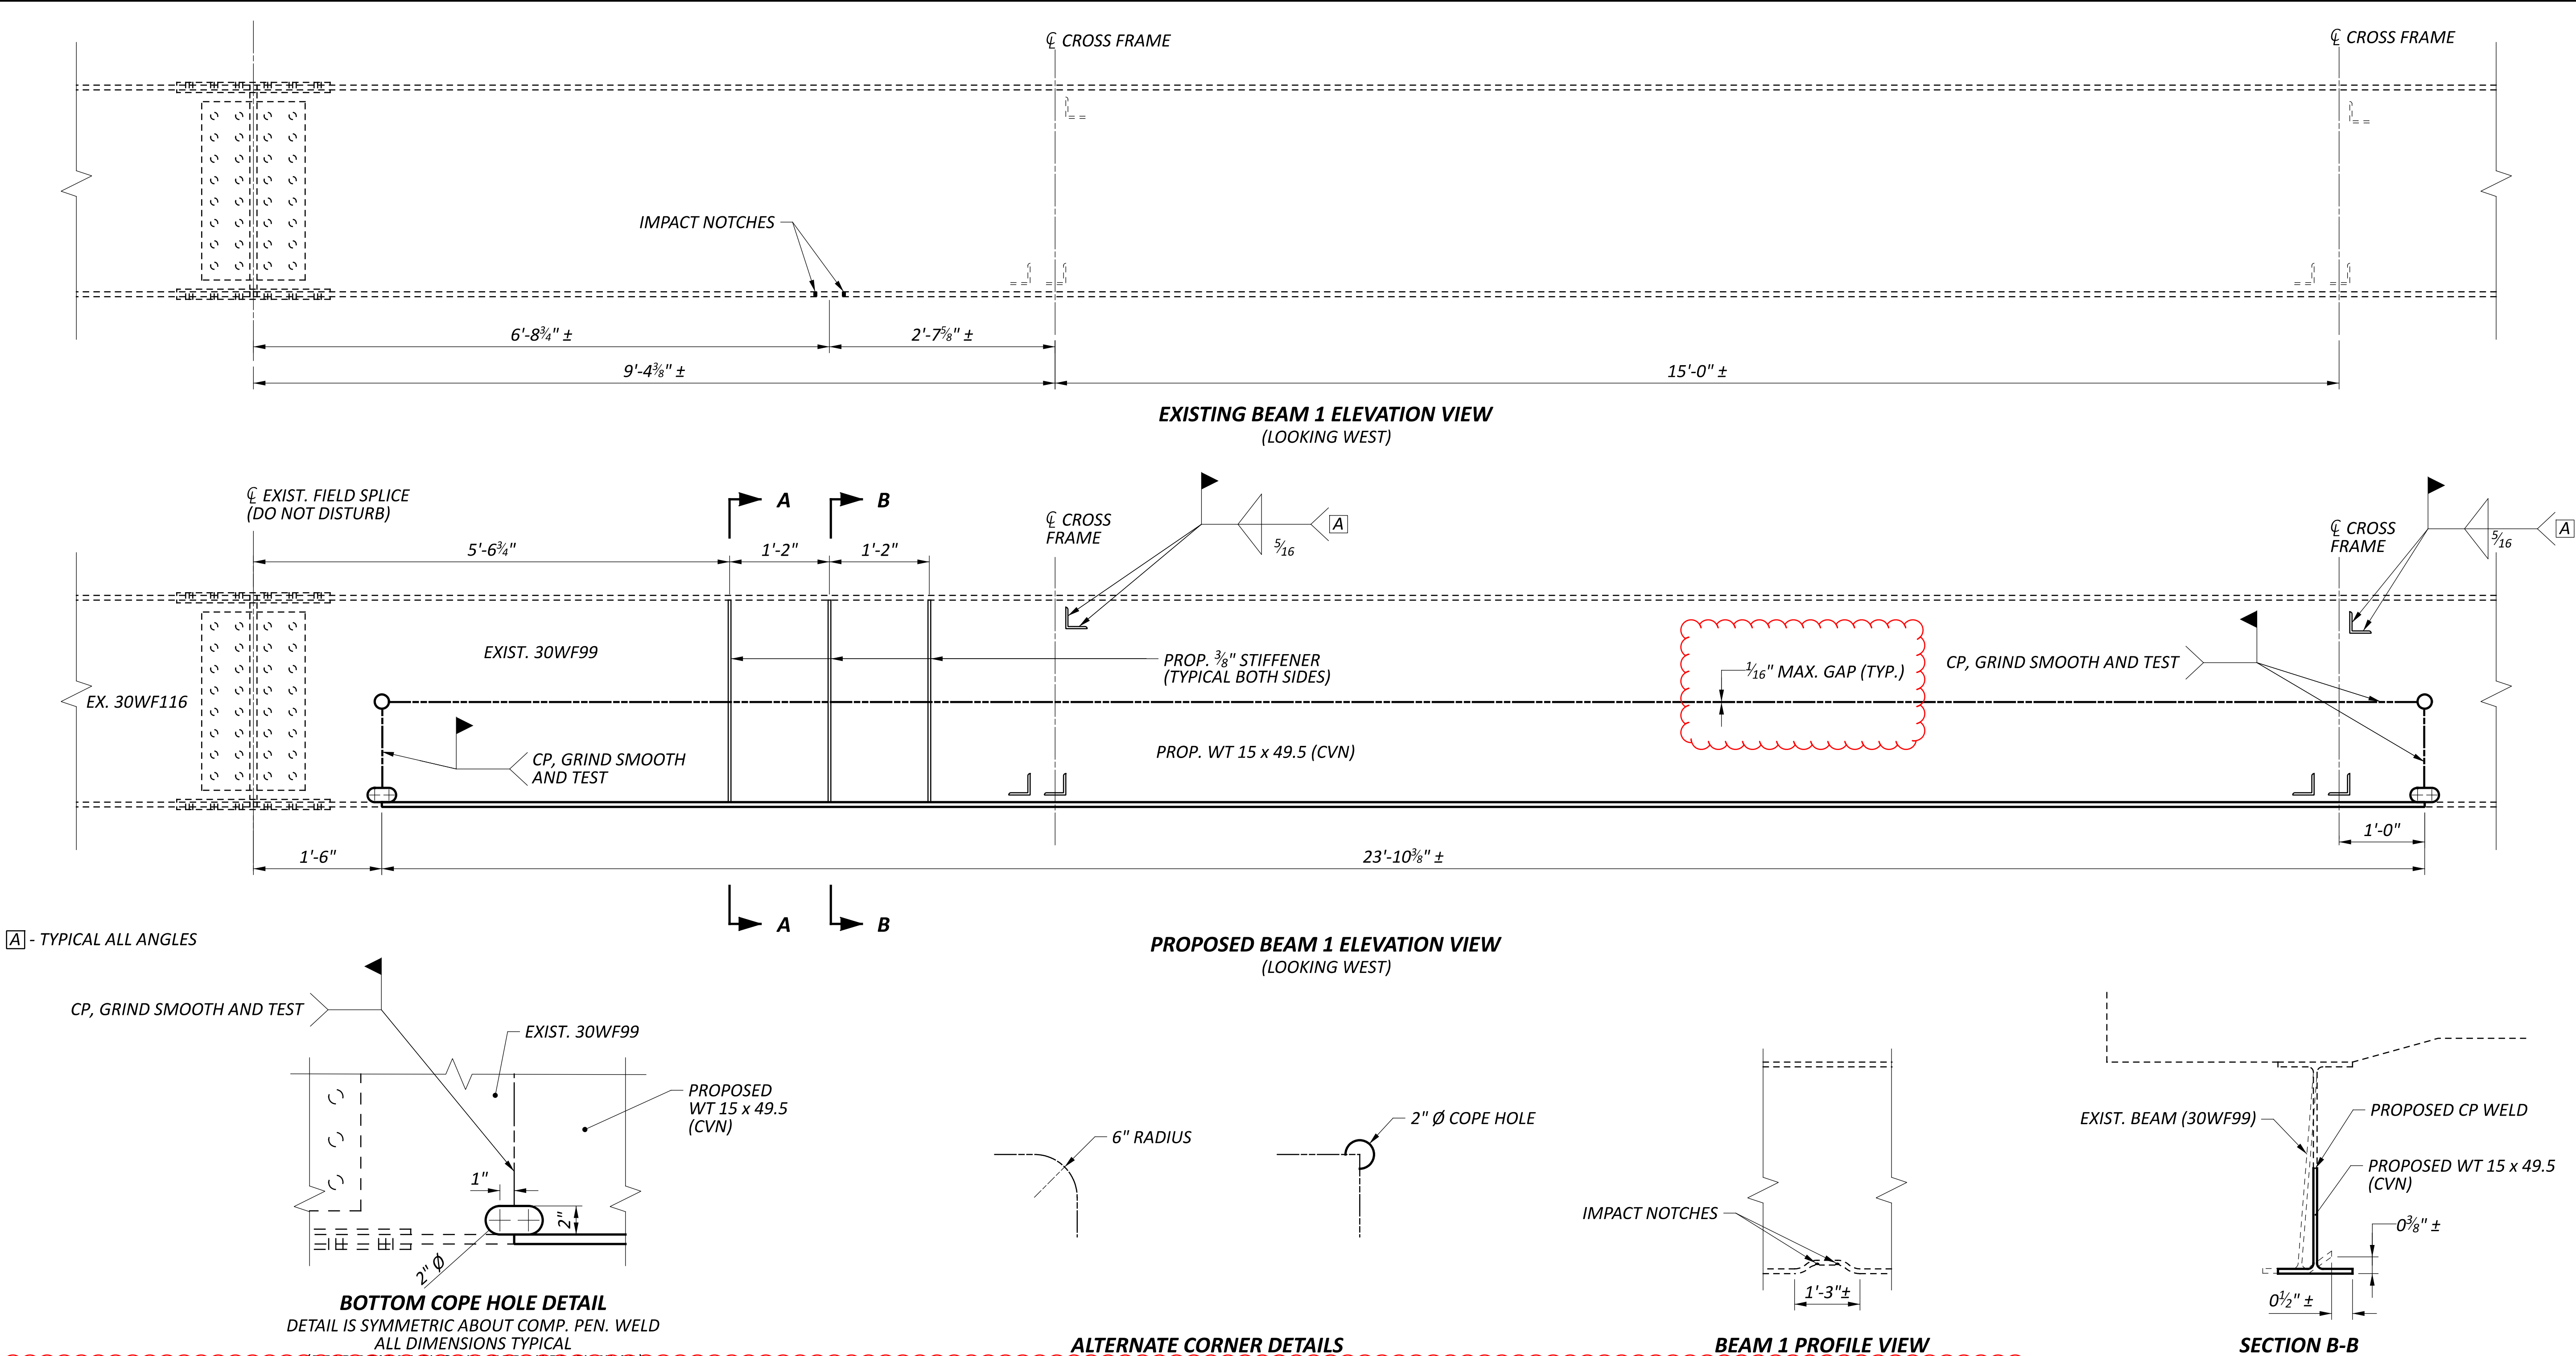 ℄ CROSS FRAME
℄ CROSS FRAME
IMPACT NOTCHES
6'-8¾" ±
2'-7⅝" ±
9'-4⅜" ±
15'-0" ±
EXISTING BEAM 1 ELEVATION VIEW
(LOOKING WEST)
℄ EXIST. FIELD SPLICE
(DO NOT DISTURB)
A
B
℄ CROSS
FRAME
5/16
A
℄ CROSS
FRAME
5/16
A
5'-6¾"
1'-2"
1'-2"
EXIST. 30WF99
PROP. ⅜" STIFFENER
(TYPICAL BOTH SIDES)
1/16" MAX. GAP (TYP.)
CP, GRIND SMOOTH AND TEST
EX. 30WF116
CP, GRIND SMOOTH
AND TEST
PROP. WT 15 x 49.5 (CVN)
1'-6"
23'-10⅜" ±
1'-0"
A
B
A - TYPICAL ALL ANGLES
PROPOSED BEAM 1 ELEVATION VIEW
(LOOKING WEST)
CP, GRIND SMOOTH AND TEST
EXIST. 30WF99
PROPOSED
WT 15 x 49.5
(CVN)
1"
2"
2" Ø
BOTTOM COPE HOLE DETAIL
DETAIL IS SYMMETRIC ABOUT COMP. PEN. WELD
ALL DIMENSIONS TYPICAL
6" RADIUS
2" Ø COPE HOLE
ALTERNATE CORNER DETAILS
IMPACT NOTCHES
1'-3"±
BEAM 1 PROFILE VIEW
EXIST. BEAM (30WF99)
PROPOSED CP WELD
PROPOSED WT 15 x 49.5
(CVN)
0⅜" ±
0½" ±
SECTION B-B